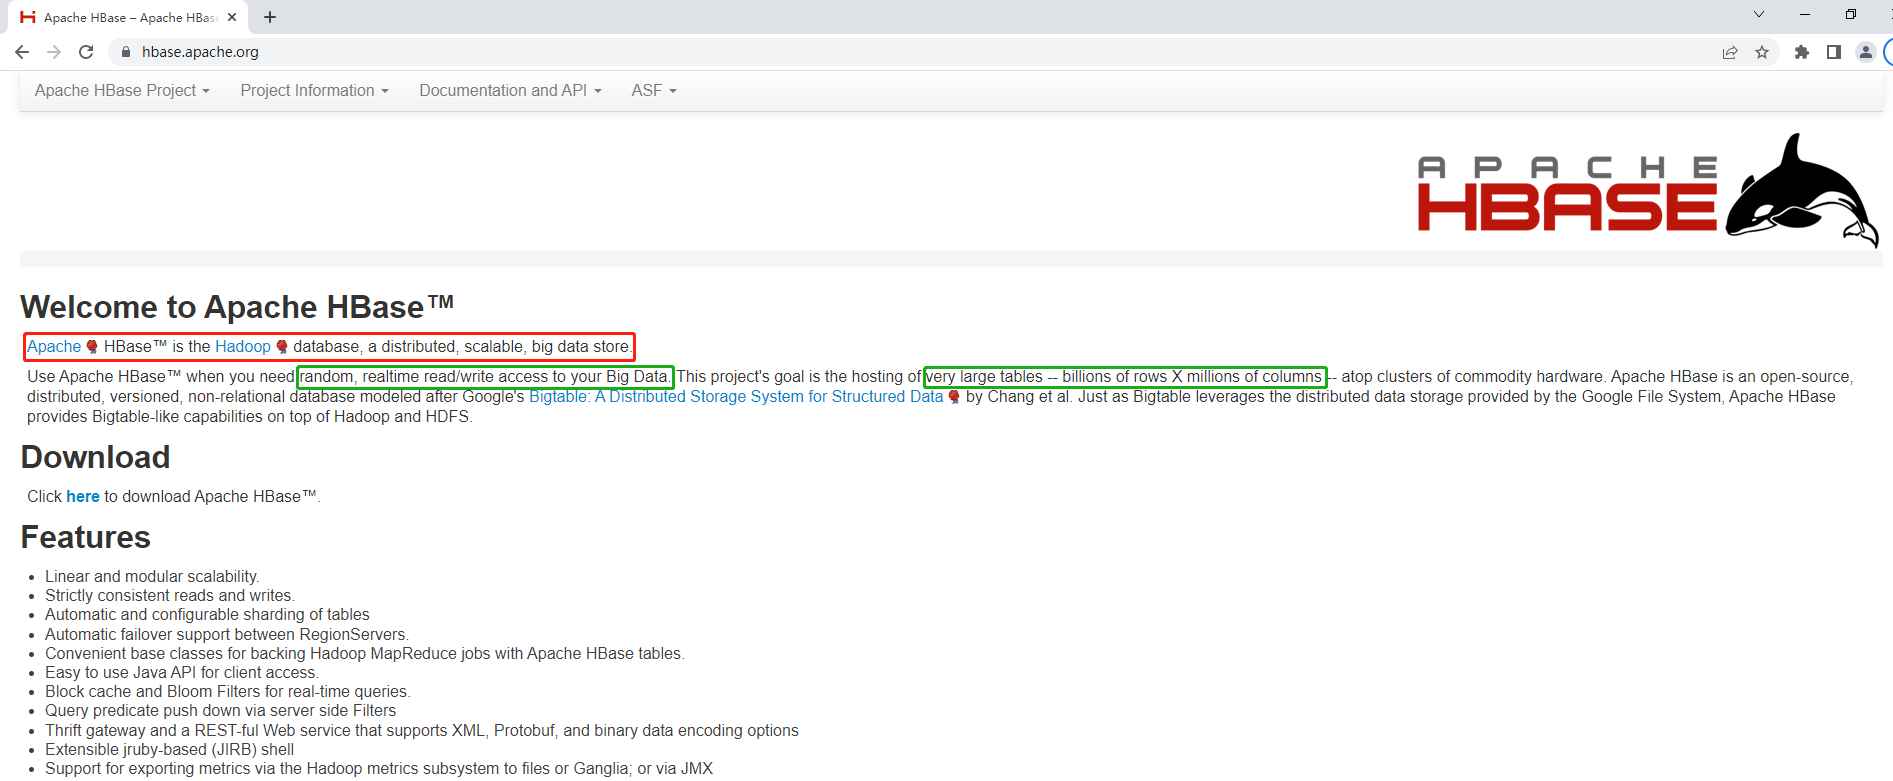 Apache HBase – Apache HBas
hbase.apache.org
Apache HBase Project Project Information Documentation and API ASF
APACHE
HBASE
Welcome to Apache HBase™
Apache HBase™ is the Hadoop database, a distributed, scalable, big data store.
Use Apache HBase™ when you need random, realtime read/write access to your Big Data. This project's goal is the hosting of very large tables -- billions of rows X millions of columns -- atop clusters of commodity hardware. Apache HBase is an open-source,
distributed, versioned, non-relational database modeled after Google's Bigtable: A Distributed Storage System for Structured Data by Chang et al. Just as Bigtable leverages the distributed data storage provided by the Google File System, Apache HBase
provides Bigtable-like capabilities on top of Hadoop and HDFS.
Download
Click here to download Apache HBase™.
Features
• Linear and modular scalability.
• Strictly consistent reads and writes.
• Automatic and configurable sharding of tables
• Automatic failover support between RegionServers.
• Convenient base classes for backing Hadoop MapReduce jobs with Apache HBase tables.
• Easy to use Java API for client access.
• Block cache and Bloom Filters for real-time queries.
• Query predicate push down via server side Filters
• Thrift gateway and a REST-ful Web service that supports XML, Protobuf, and binary data encoding options
• Extensible jruby-based (JIRB) shell
• Support for exporting metrics via the Hadoop metrics subsystem to files or Ganglia; or via JMX